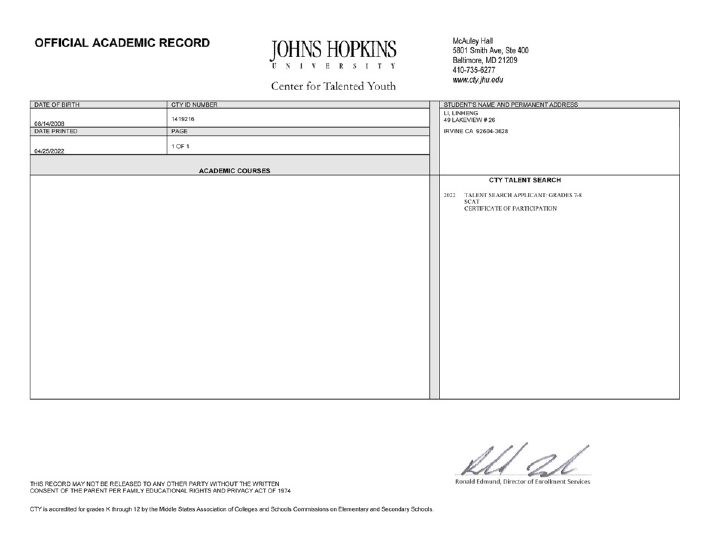 OFFICIAL ACADEMIC RECORD
JOHNS HOPKINS
UNIVERSITY
Center for Talented Youth
McAuley Hall
5801 Smith Ave, Ste 400
Baltimore, MD 21209
410-735-6277
www.cty.jhu.edu
DATE OF BIRTH
CTY ID NUMBER
STUDENT'S NAME AND PERMANENT ADDRESS
08/14/2008
1419216
LI, LINHENG
49 LAKEVIEW # 26
IRVINE CA 92604-3628
DATE PRINTED
PAGE
04/25/2022
1 OF 1
ACADEMIC COURSES
CTY TALENT SEARCH
2022 TALENT SEARCH APPLICANT: GRADES 7-8
SCAT
CERTIFICATE OF PARTICIPATION
Ronald Edmund, Director of Enrollment Services
THIS RECORD MAY NOT BE RELEASED TO ANY OTHER PARTY WITHOUT THE WRITTEN
CONSENT OF THE PARENT PER FAMILY EDUCATIONAL RIGHTS AND PRIVACY ACT OF 1974
CTY is accredited for grades K through 12 by the Middle States Association of Colleges and Schools Commissions on Elementary and Secondary Schools.